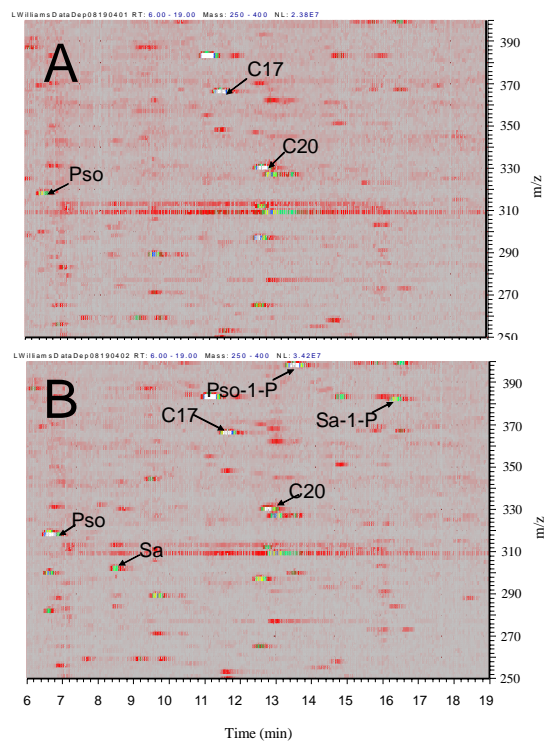 LWilliamsDataDep08190401 RT: 6.00 - 19.00 Mass: 250 - 400 NL: 2.38E7
A
390
C17
370
350
C20
330
Pso
m/z
310
290
270
250
LWilliamsDataDep08190402 RT: 6.00 - 19.00 Mass: 250 - 400 NL: 3.42E7
B
Pso-1-P
390
C17
Sa-1-P
370
350
C20
330
Pso
m/z
Sa
310
290
270
250
6 7 8 9 10 11 12 13 14 15 16 17 18 19
Time (min)